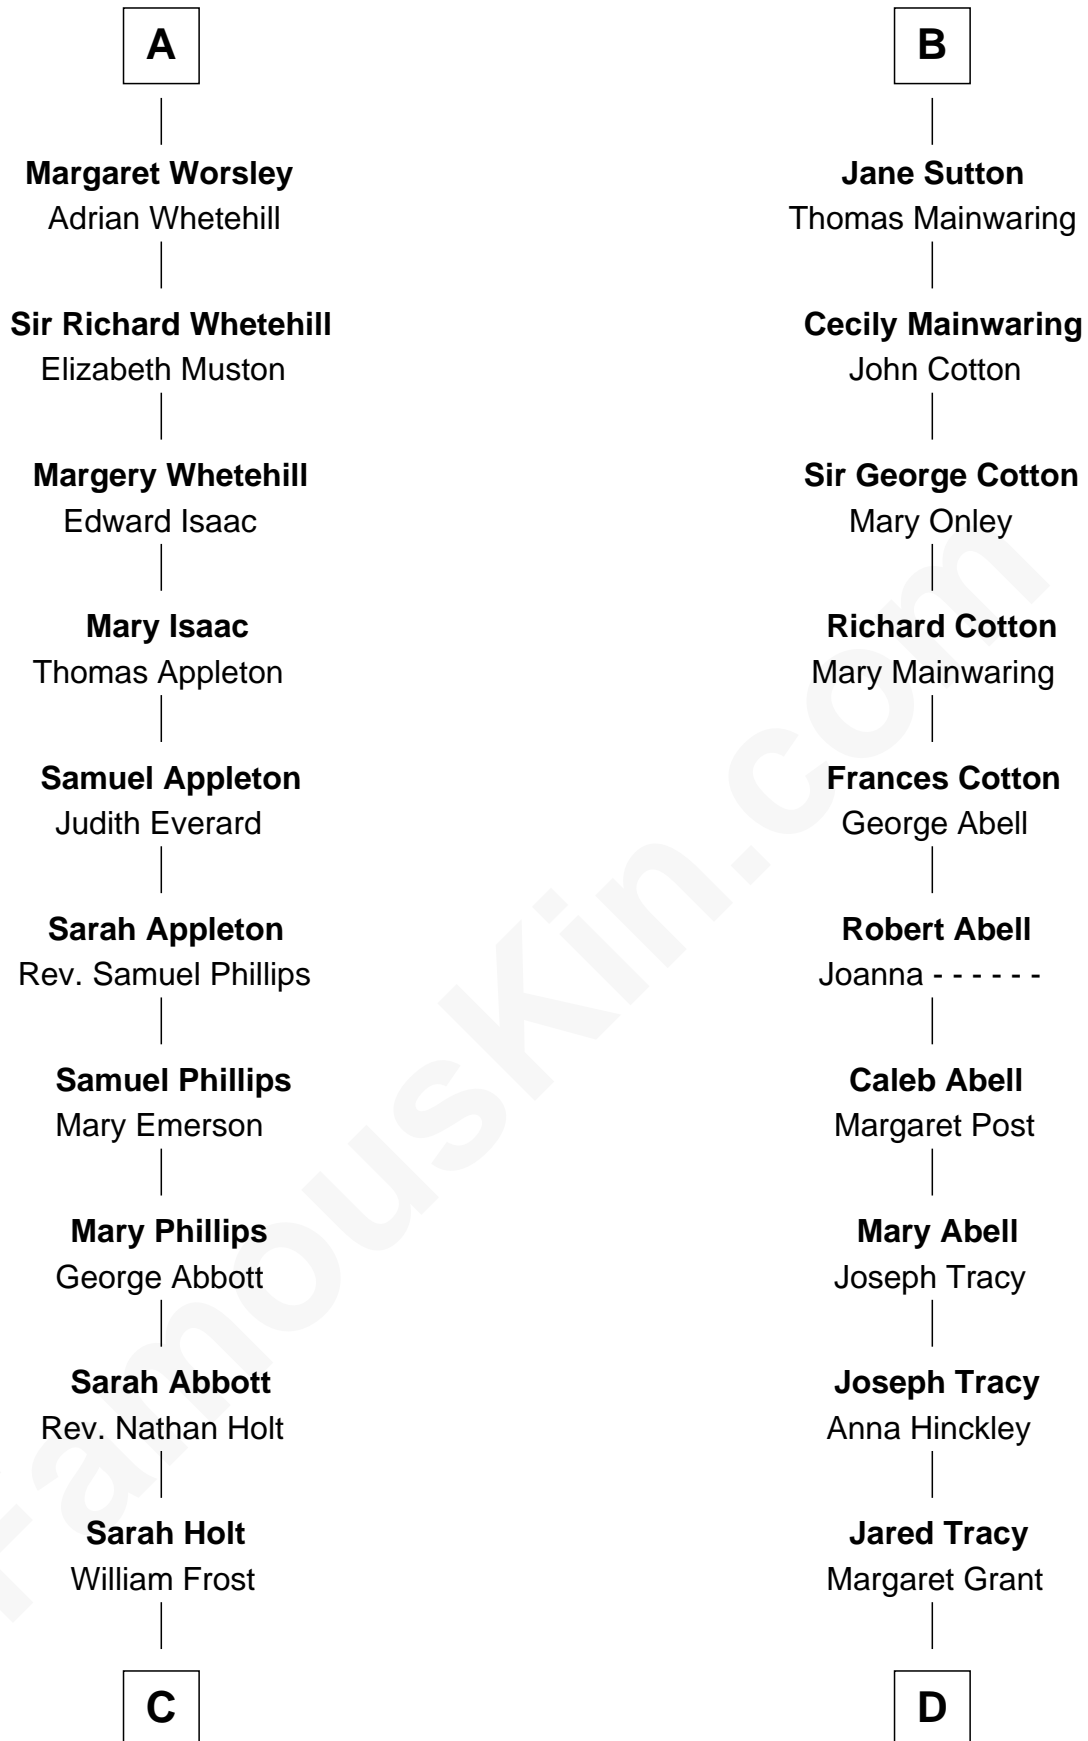 A
Margaret Worsley
Adrian Whetehill
Sir Richard Whetehill
Elizabeth Muston
Margery Whetehill
Edward Isaac
Mary Isaac
Thomas Appleton
Samuel Appleton
Judith Everard
Sarah Appleton
Rev. Samuel Phillips
Samuel Phillips
Mary Emerson
Mary Phillips
George Abbott
Sarah Abbott
Rev. Nathan Holt
Sarah Holt
William Frost
C
B
Jane Sutton
Thomas Mainwaring
Cecily Mainwaring
John Cotton
Sir George Cotton
Mary Onley
Richard Cotton
Mary Mainwaring
Frances Cotton
George Abell
Robert Abell
Joanna - - - - - -
Caleb Abell
Margaret Post
Mary Abell
Joseph Tracy
Joseph Tracy
Anna Hinckley
Jared Tracy
Margaret Grant
D
FamousKin.com